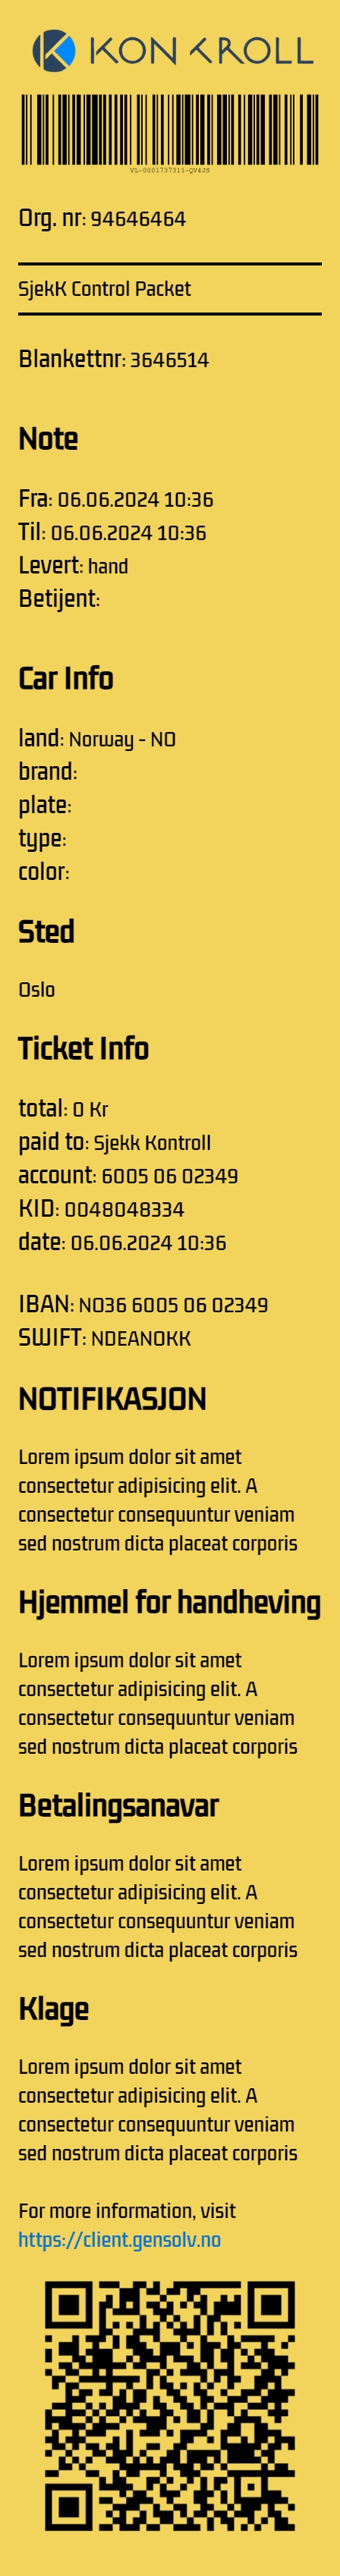 KONTROLL
VL-0001737311-QV4JS
Org. nr: 94646464
SjekK Control Packet
Blankettnr: 3646514
Note
Fra: 06.06.2024 10:36
Til: 06.06.2024 10:36
Levert: hand
Betijent:
Car Info
land: Norway - NO
brand:
plate:
type:
color:
Sted
Oslo
Ticket Info
total: 0 Kr
paid to: Sjekk Kontroll
account: 6005 06 02349
KID: 0048048334
date: 06.06.2024 10:36
IBAN: NO36 6005 06 02349
SWIFT: NDEANOKK
NOTIFIKASJON
Lorem ipsum dolor sit amet
consectetur adipisicing elit. A
consectetur consequuntur veniam
sed nostrum dicta placeat corporis
Hjemmel for handheving
Lorem ipsum dolor sit amet
consectetur adipisicing elit. A
consectetur consequuntur veniam
sed nostrum dicta placeat corporis
Betalingsanavar
Lorem ipsum dolor sit amet
consectetur adipisicing elit. A
consectetur consequuntur veniam
sed nostrum dicta placeat corporis
Klage
Lorem ipsum dolor sit amet
consectetur adipisicing elit. A
consectetur consequuntur veniam
sed nostrum dicta placeat corporis
For more information, visit
https://client.gensolv.no